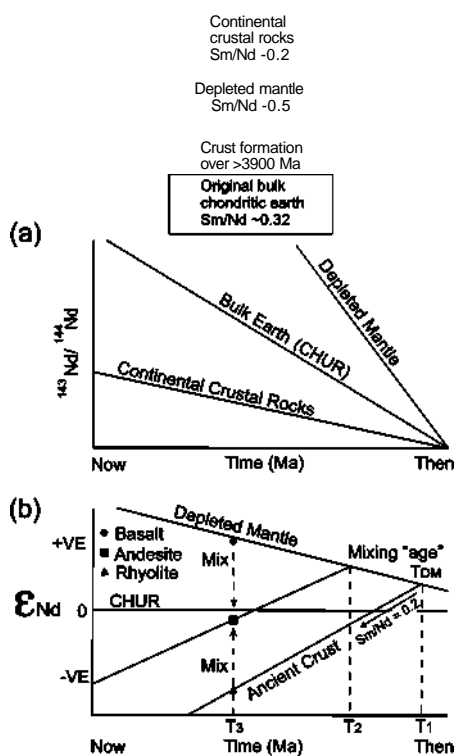 Continental
crustal rocks
Sm/Nd -0.2
Depleted mantle
Sm/Nd -0.5
Crust formation
over >3900 Ma
Original bulk
chondritic earth
Sm/Nd ~0.32
(a)
143Nd/ 144Nd
Depleted Mantle
Bulk Earth (CHUR)
Continental Crustal Rocks
Now Time (Ma) Then
(b)
+VE
Basalt
Andesite
Rhyolite
Depleted Mantle
Mix
Mixing "age"
TDM
εNd
0
CHUR
Sm/Nd = 0.2
Mix
Ancient Crust
-VE
T3 T2 T1
Now Time (Ma) Then